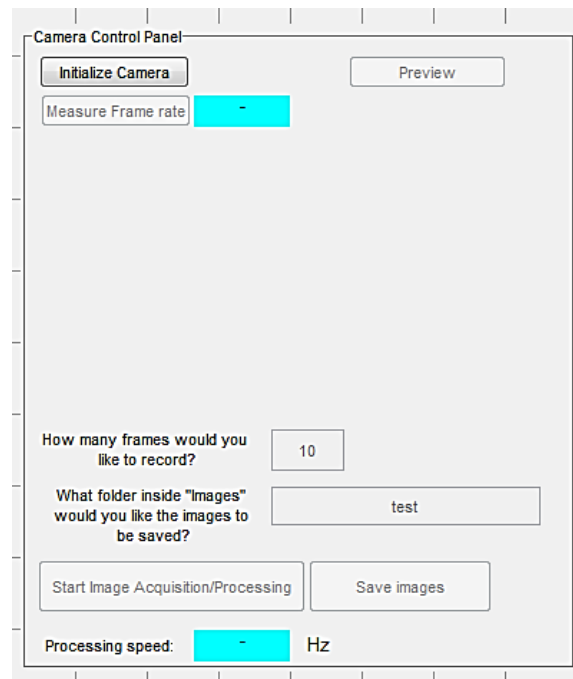 Camera Control Panel
Initialize Camera
Preview
Measure Frame rate
-
How many frames would you
like to record?
10
What folder inside "Images"
would you like the images to
be saved?
test
Start Image Acquisition/Processing
Save images
Processing speed:
-
Hz